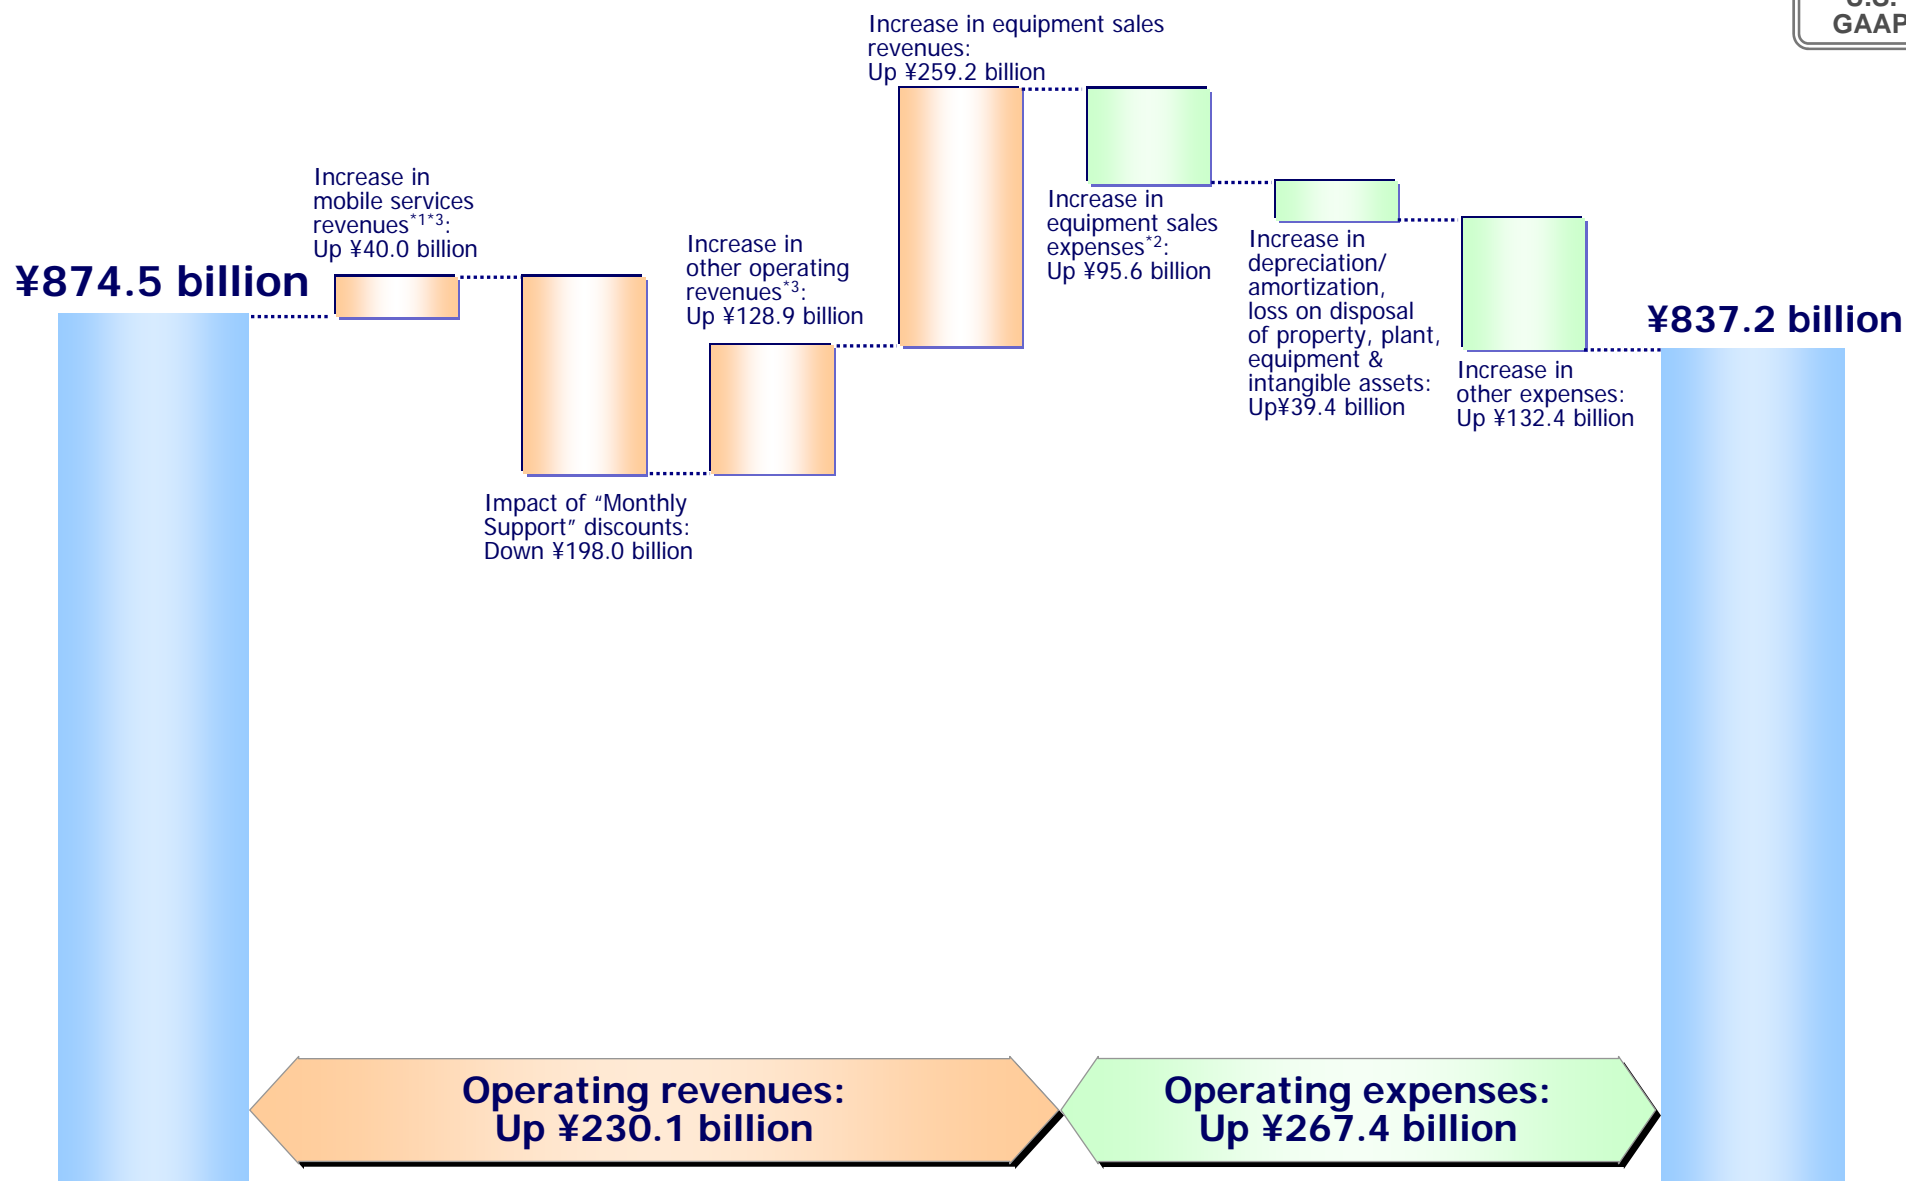 U.S.
GAAP
Increase in equipment sales
revenues:
Up ¥259.2 billion
Increase in
mobile services
revenues*1*3:
Up ¥40.0 billion
¥874.5 billion
Increase in
other operating
revenues*3:
Up ¥128.9 billion
Increase in
equipment sales
expenses*2:
Up ¥95.6 billion
Increase in
depreciation/
amortization,
loss on disposal
of property, plant,
equipment &
intangible assets:
Up¥39.4 billion
¥837.2 billion
Increase in
other expenses:
Up ¥132.4 billion
Impact of “Monthly
Support” discounts:
Down ¥198.0 billion
Operating revenues:
Up ¥230.1 billion
Operating expenses:
Up ¥267.4 billion